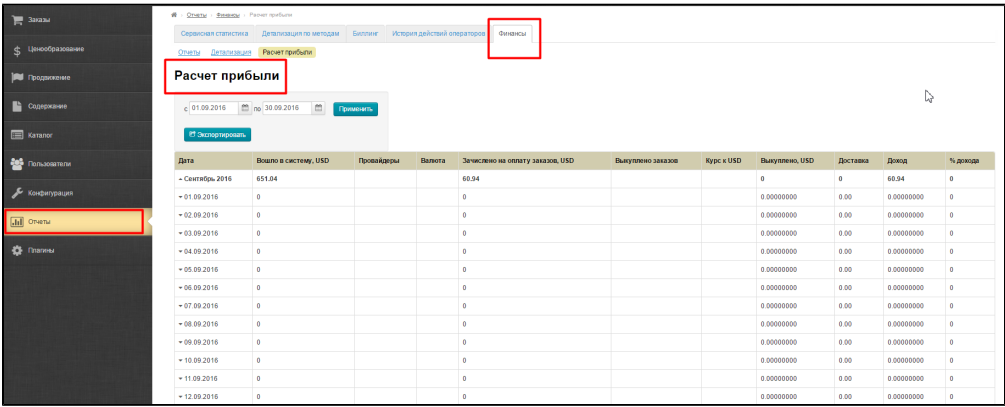 Заказы
Ценообразование
Продвижение
Содержание
Каталог
Пользователи
Конфигурация
Отчеты
Плагины
Отчеты Финансы Расчет прибыли
Сервисная статистика Детализация по методам Биллинг История действий операторов Финансы
Отчеты Детализация Расчет прибыли
Расчет прибыли
с 01.09.2016 по 30.09.2016 Применить
Экспортировать
Дата Вошло в систему, USD Провайдеры Валюта Зачислено на оплату заказов, USD Выкуплено заказов Курс к USD Выкуплено, USD Доставка Доход % дохода
Сентябрь 2016 651.04 60.94 0 0 60.94 0
01.09.2016 0 0 0.00000000 0.00 0.00000000 0
02.09.2016 0 0 0.00000000 0.00 0.00000000 0
03.09.2016 0 0 0.00000000 0.00 0.00000000 0
04.09.2016 0 0 0.00000000 0.00 0.00000000 0
05.09.2016 0 0 0.00000000 0.00 0.00000000 0
06.09.2016 0 0 0.00000000 0.00 0.00000000 0
07.09.2016 0 0 0.00000000 0.00 0.00000000 0
08.09.2016 0 0 0.00000000 0.00 0.00000000 0
09.09.2016 0 0 0.00000000 0.00 0.00000000 0
10.09.2016 0 0 0.00000000 0.00 0.00000000 0
11.09.2016 0 0 0.00000000 0.00 0.00000000 0
12.09.2016 0 0 0.00000000 0.00 0.00000000 0